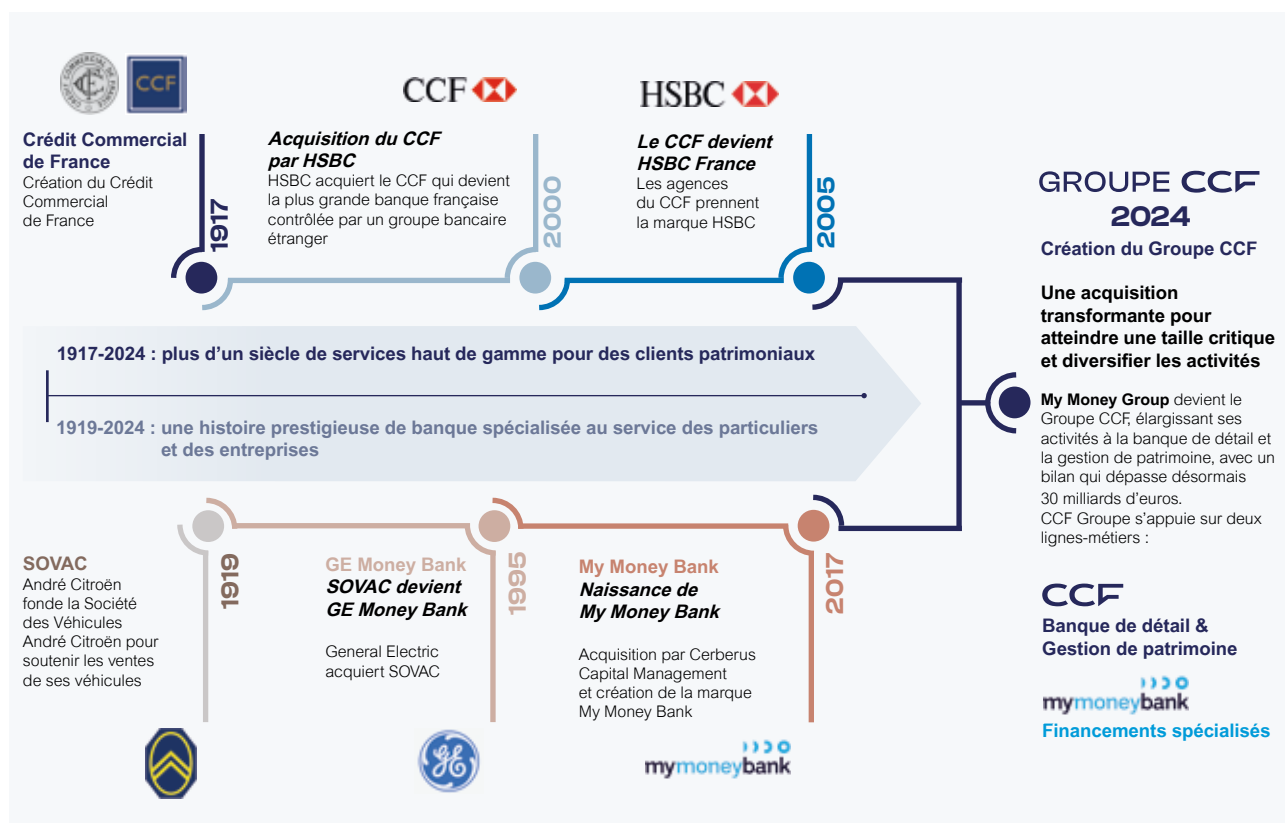 CCF
CCF
HSBC
Crédit Commercial
de France
Création du Crédit
Commercial
de France
1917
Acquisition du CCF
par HSBC
HSBC acquiert le CCF qui devient
la plus grande banque française
contrôlée par un groupe bancaire
étranger
2000
Le CCF devient
HSBC France
Les agences
du CCF prennent
la marque HSBC
2005
1917-2024 : plus d'un siècle de services haut de gamme pour des clients patrimoniaux
1919-2024 : une histoire prestigieuse de banque spécialisée au service des particuliers
et des entreprises
SOVAC
André Citroën
fonde la Société
des Véhicules
André Citroën pour
soutenir les ventes
de ses véhicules
1919
GE Money Bank
SOVAC devient
GE Money Bank
General Electric
acquiert SOVAC
1995
GE
My Money Bank
Naissance de
My Money Bank
Acquisition par Cerberus
Capital Management
et création de la marque
My Money Bank
2017
mymoneybank
GROUPE CCF
2024
Création du Groupe CCF
Une acquisition
transformante pour
atteindre une taille critique
et diversifier les activités
My Money Group devient le
Groupe CCF, élargissant ses
activités à la banque de détail et
la gestion de patrimoine, avec un
bilan qui dépasse désormais
30 milliards d'euros.
CCF Groupe s'appuie sur deux
lignes-métiers :
CCF
Banque de détail &
Gestion de patrimoine
mymoneybank
Financements spécialisés